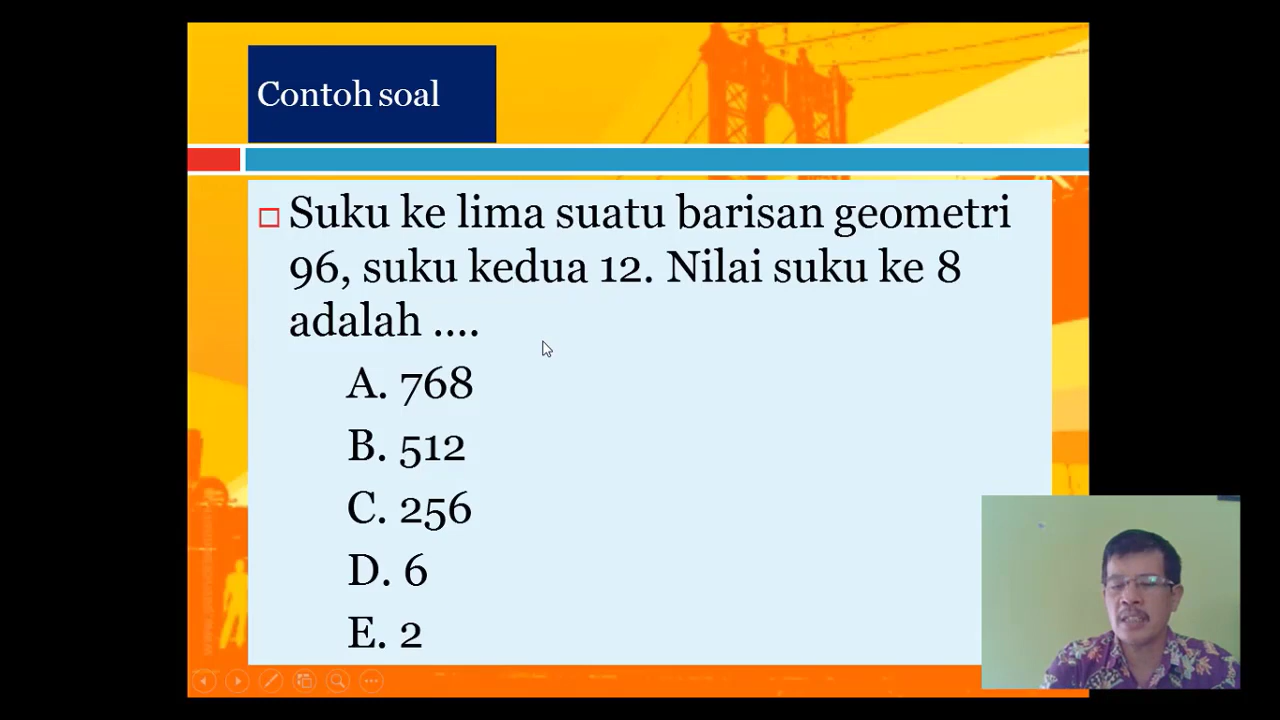 Contoh soal
Suku ke lima suatu barisan geometri
96, suku kedua 12. Nilai suku ke 8
adalah ....
A. 768
B. 512
C. 256
D. 6
E. 2